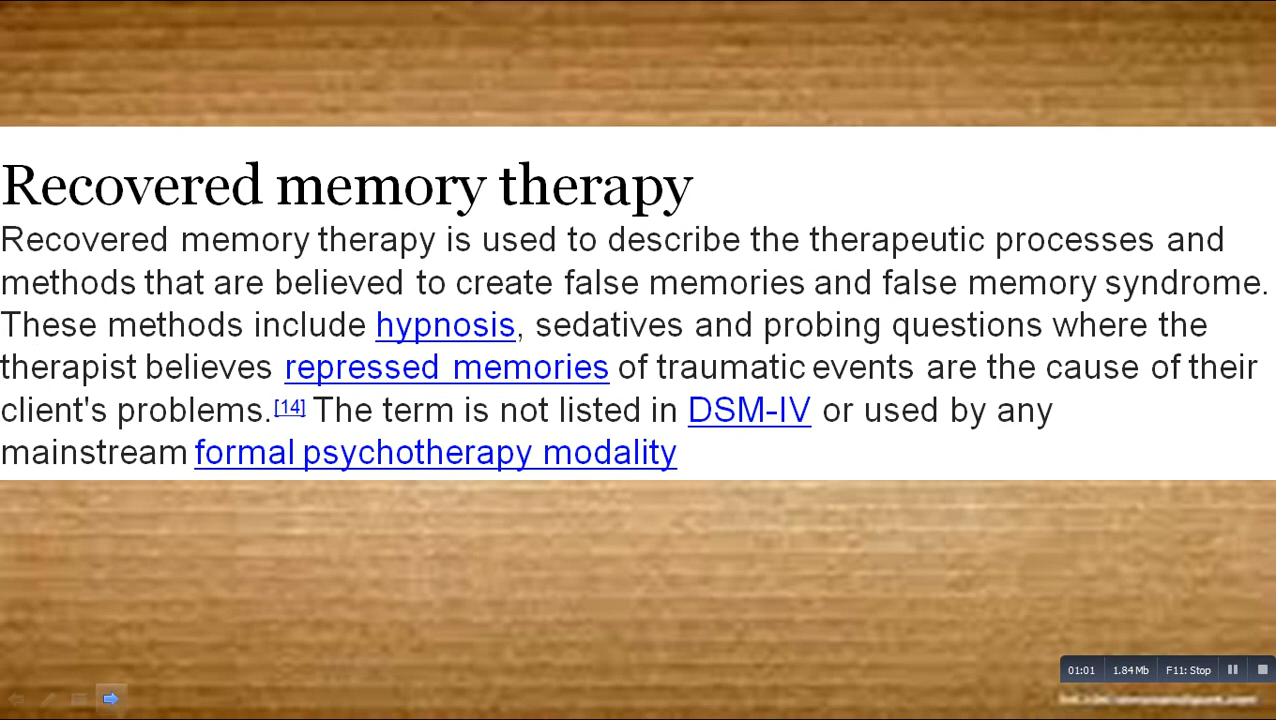 Recovered memory therapy
Recovered memory therapy is used to describe the therapeutic processes and
methods that are believed to create false memories and false memory syndrome.
These methods include hypnosis, sedatives and probing questions where the
therapist believes repressed memories of traumatic events are the cause of their
client's problems.[14] The term is not listed in DSM-IV or used by any
mainstream formal psychotherapy modality
01:01 1.84 Mb F11: Stop